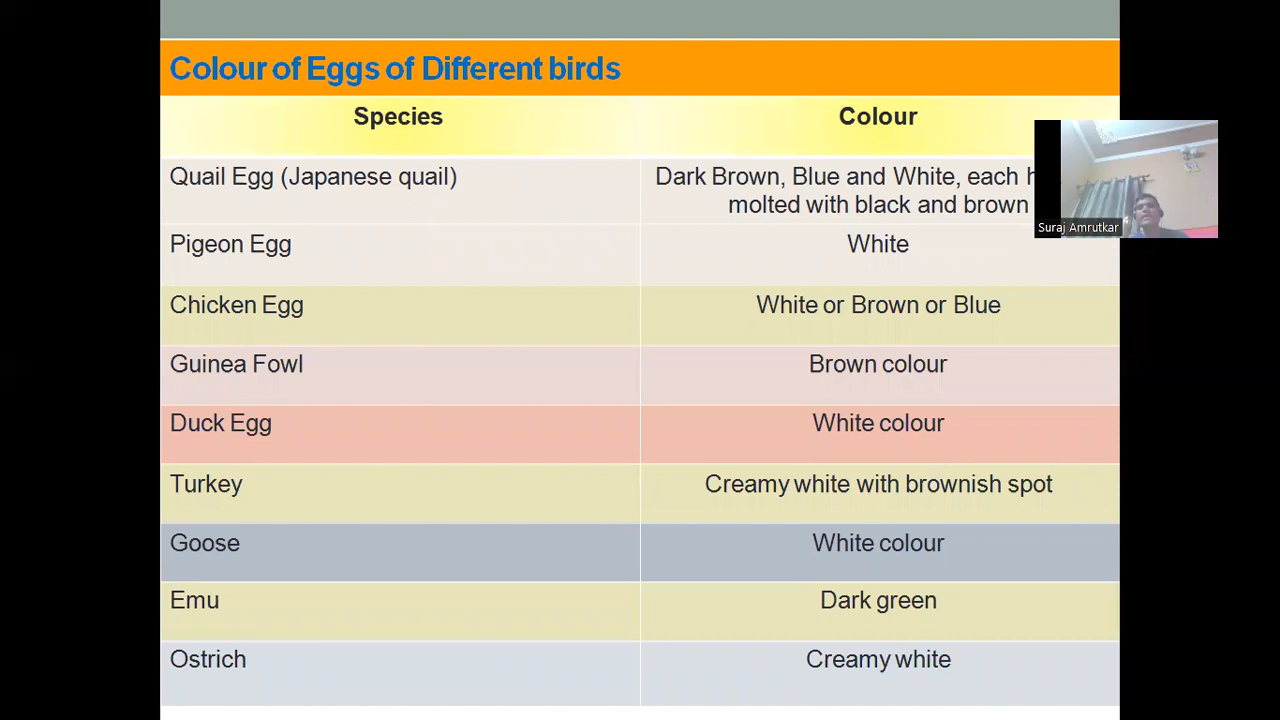 Colour of Eggs of Different birds
Species Colour
Quail Egg (Japanese quail) Dark Brown, Blue and White, each
molted with black and brown
Pigeon Egg White
Chicken Egg White or Brown or Blue
Guinea Fowl Brown colour
Duck Egg White colour
Turkey Creamy white with brownish spot
Goose White colour
Emu Dark green
Ostrich Creamy white
Suraj Amrutkar